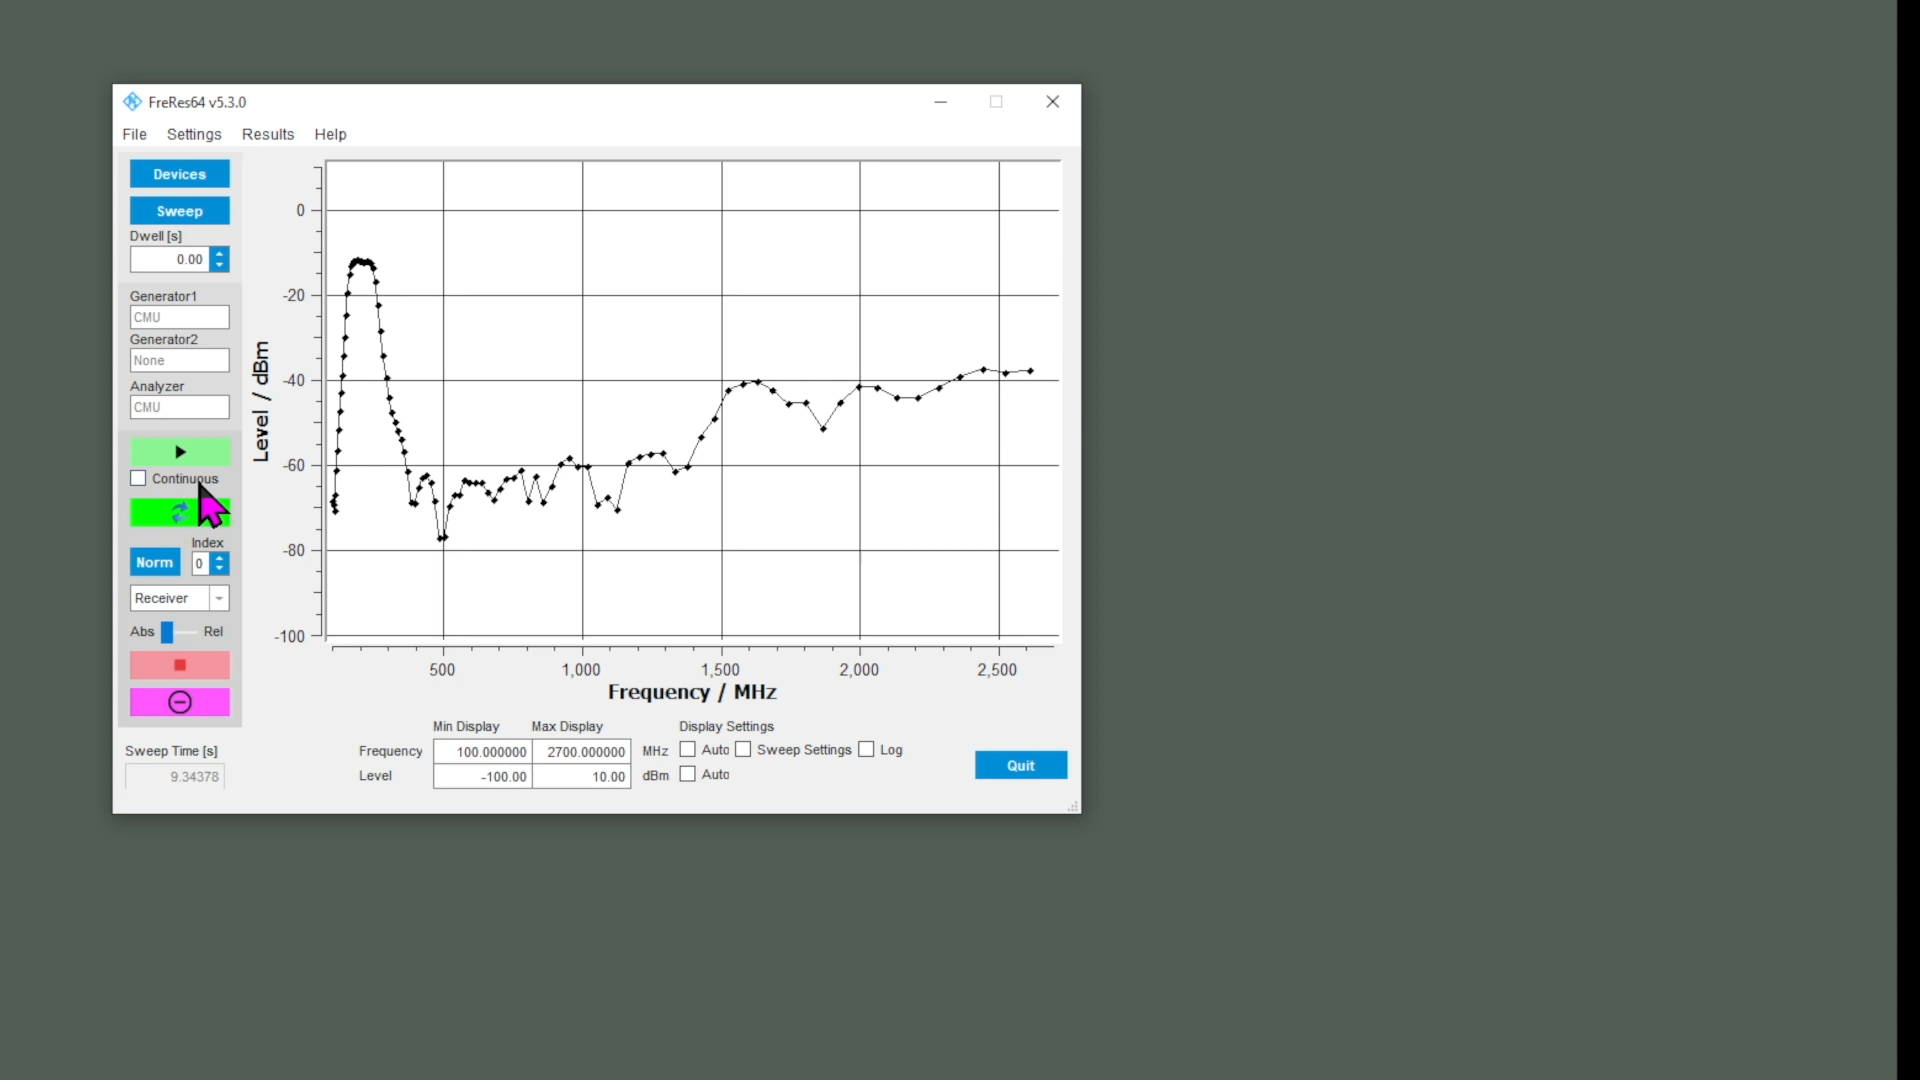 FreRes64 v5.3.0
File Settings Results Help
Devices
Sweep
Dwell [s]
0.00
Generator1
CMU
Generator2
None
Analyzer
CMU
Continuous
Index
Norm 0
Receiver
Abs Rel
Sweep Time [s]
9.34378
Level / dBm
0
-20
-40
-60
-80
-100
500 1,000 1,500 2,000 2,500
Frequency / MHz
Min Display Max Display Display Settings
Frequency 100.000000 2700.000000 MHz Auto Sweep Settings Log
Level -100.00 10.00 dBm Auto
Quit